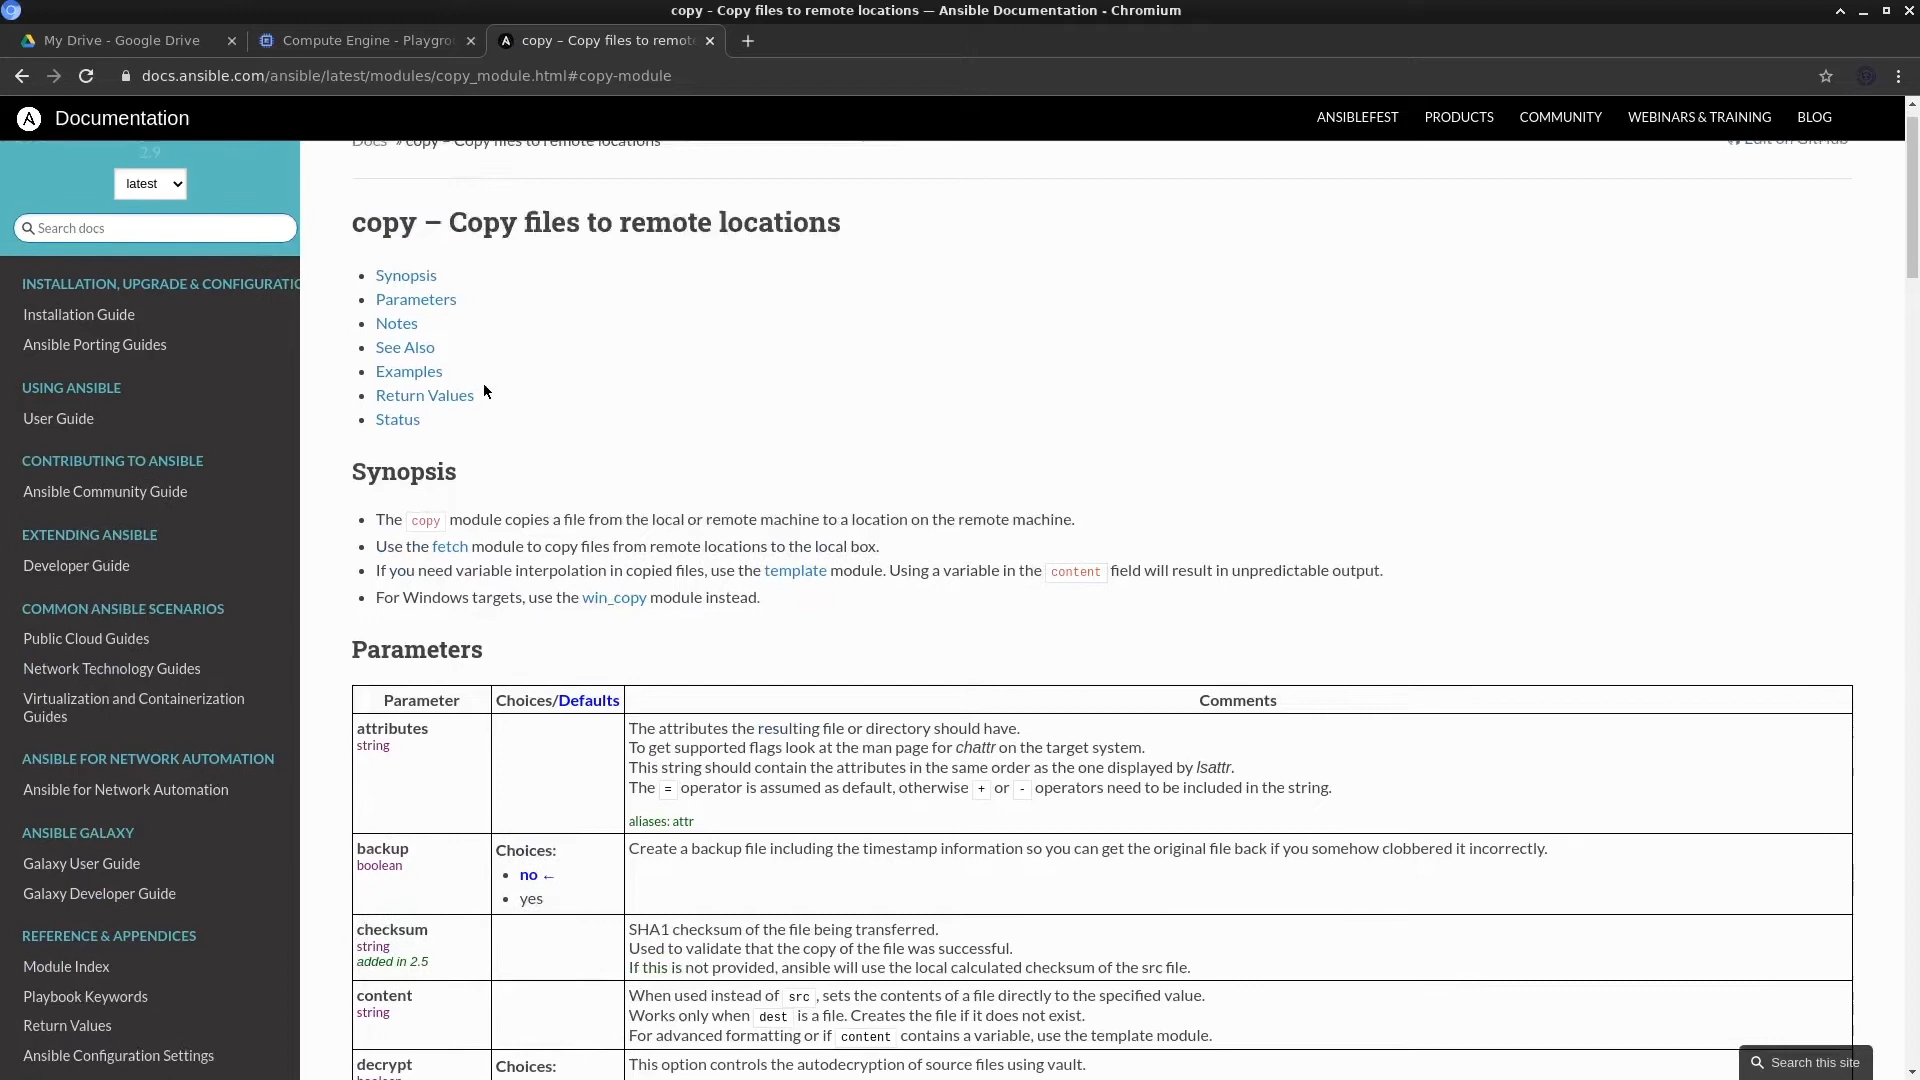 copy - Copy files to remote locations — Ansible Documentation - Chromium
My Drive - Google Drive
Compute Engine - Playgro
copy – Copy files to remot
docs.ansible.com/ansible/latest/modules/copy_module.html#copy-module
Documentation
ANSIBLEFEST PRODUCTS COMMUNITY WEBINARS & TRAINING BLOG
Docs » copy – Copy files to remote locations
Edit on GitHub
2.9
latest
Search docs
INSTALLATION, UPGRADE & CONFIGURATIO
Installation Guide
Ansible Porting Guides
USING ANSIBLE
User Guide
CONTRIBUTING TO ANSIBLE
Ansible Community Guide
EXTENDING ANSIBLE
Developer Guide
COMMON ANSIBLE SCENARIOS
Public Cloud Guides
Network Technology Guides
Virtualization and Containerization
Guides
ANSIBLE FOR NETWORK AUTOMATION
Ansible for Network Automation
ANSIBLE GALAXY
Galaxy User Guide
Galaxy Developer Guide
REFERENCE & APPENDICES
Module Index
Playbook Keywords
Return Values
Ansible Configuration Settings
copy – Copy files to remote locations
• Synopsis
• Parameters
• Notes
• See Also
• Examples
• Return Values
• Status
Synopsis
• The copy module copies a file from the local or remote machine to a location on the remote machine.
• Use the fetch module to copy files from remote locations to the local box.
• If you need variable interpolation in copied files, use the template module. Using a variable in the content field will result in unpredictable output.
• For Windows targets, use the win_copy module instead.
Parameters
Parameter Choices/Defaults Comments
attributes
string
The attributes the resulting file or directory should have.
To get supported flags look at the man page for chattr on the target system.
This string should contain the attributes in the same order as the one displayed by lsattr.
The = operator is assumed as default, otherwise + or - operators need to be included in the string.
aliases: attr
backup
boolean
Choices:
• no ←
• yes
Create a backup file including the timestamp information so you can get the original file back if you somehow clobbered it incorrectly.
checksum
string
added in 2.5
SHA1 checksum of the file being transferred.
Used to validate that the copy of the file was successful.
If this is not provided, ansible will use the local calculated checksum of the src file.
content
string
When used instead of src, sets the contents of a file directly to the specified value.
Works only when dest is a file. Creates the file if it does not exist.
For advanced formatting or if content contains a variable, use the template module.
decrypt
boolean
Choices:
This option controls the autodecryption of source files using vault.
Search this site